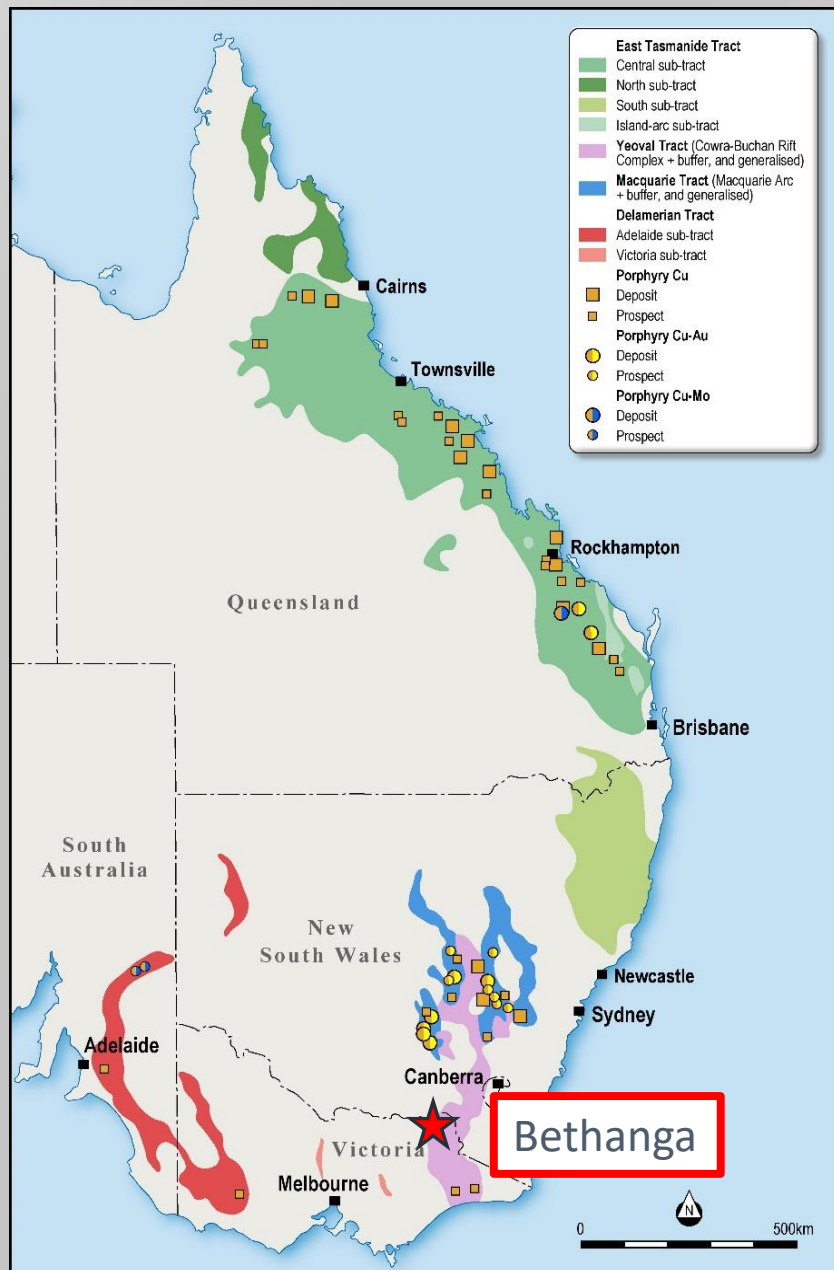 East Tasmanide Tract
Central sub-tract
North sub-tract
South sub-tract
Island-arc sub-tract
Yeoval Tract (Cowra-Buchan Rift
Complex + buffer, and generalised)
Macquarie Tract (Macquarie Arc
+ buffer, and generalised)
Delamerian Tract
Adelaide sub-tract
Victoria sub-tract
Porphyry Cu
Deposit
Prospect
Porphyry Cu-Au
Deposit
Prospect
Porphyry Cu-Mo
Deposit
Prospect
Cairns
Townsville
Rockhampton
Queensland
Brisbane
South
Australia
New
South Wales
Newcastle
Sydney
Adelaide
Canberra
Bethanga
Victoria
Melbourne
N
0 500km